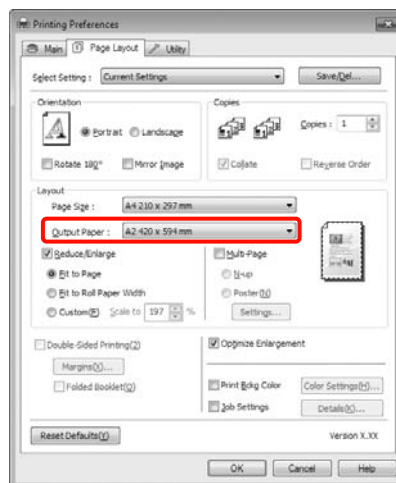 Printing Preferences
Main Page Layout Utility
Select Setting : Current Settings Save/Del...
Orientation Copies
A Portrait Landscape Copies : 1
Rotate 180° Mirror Image Collate Reverse Order
Layout
Page Size : A4 210 x 297 mm
Output Paper : A2 420 x 594 mm
Reduce/Enlarge Multi-Page
Fit to Page N-up
Fit to Roll Paper Width Poster(W)
Custom(F) Scale to 197 % Settings...
Double-Sided Printing(2) Optimize Enlargement
Margins(X)...
Folded Booklet(Q) Print Bckg Color Color Settings(H)...
Job Settings Details(K)...
Reset Defaults(Y) Version X.XX
OK Cancel Help